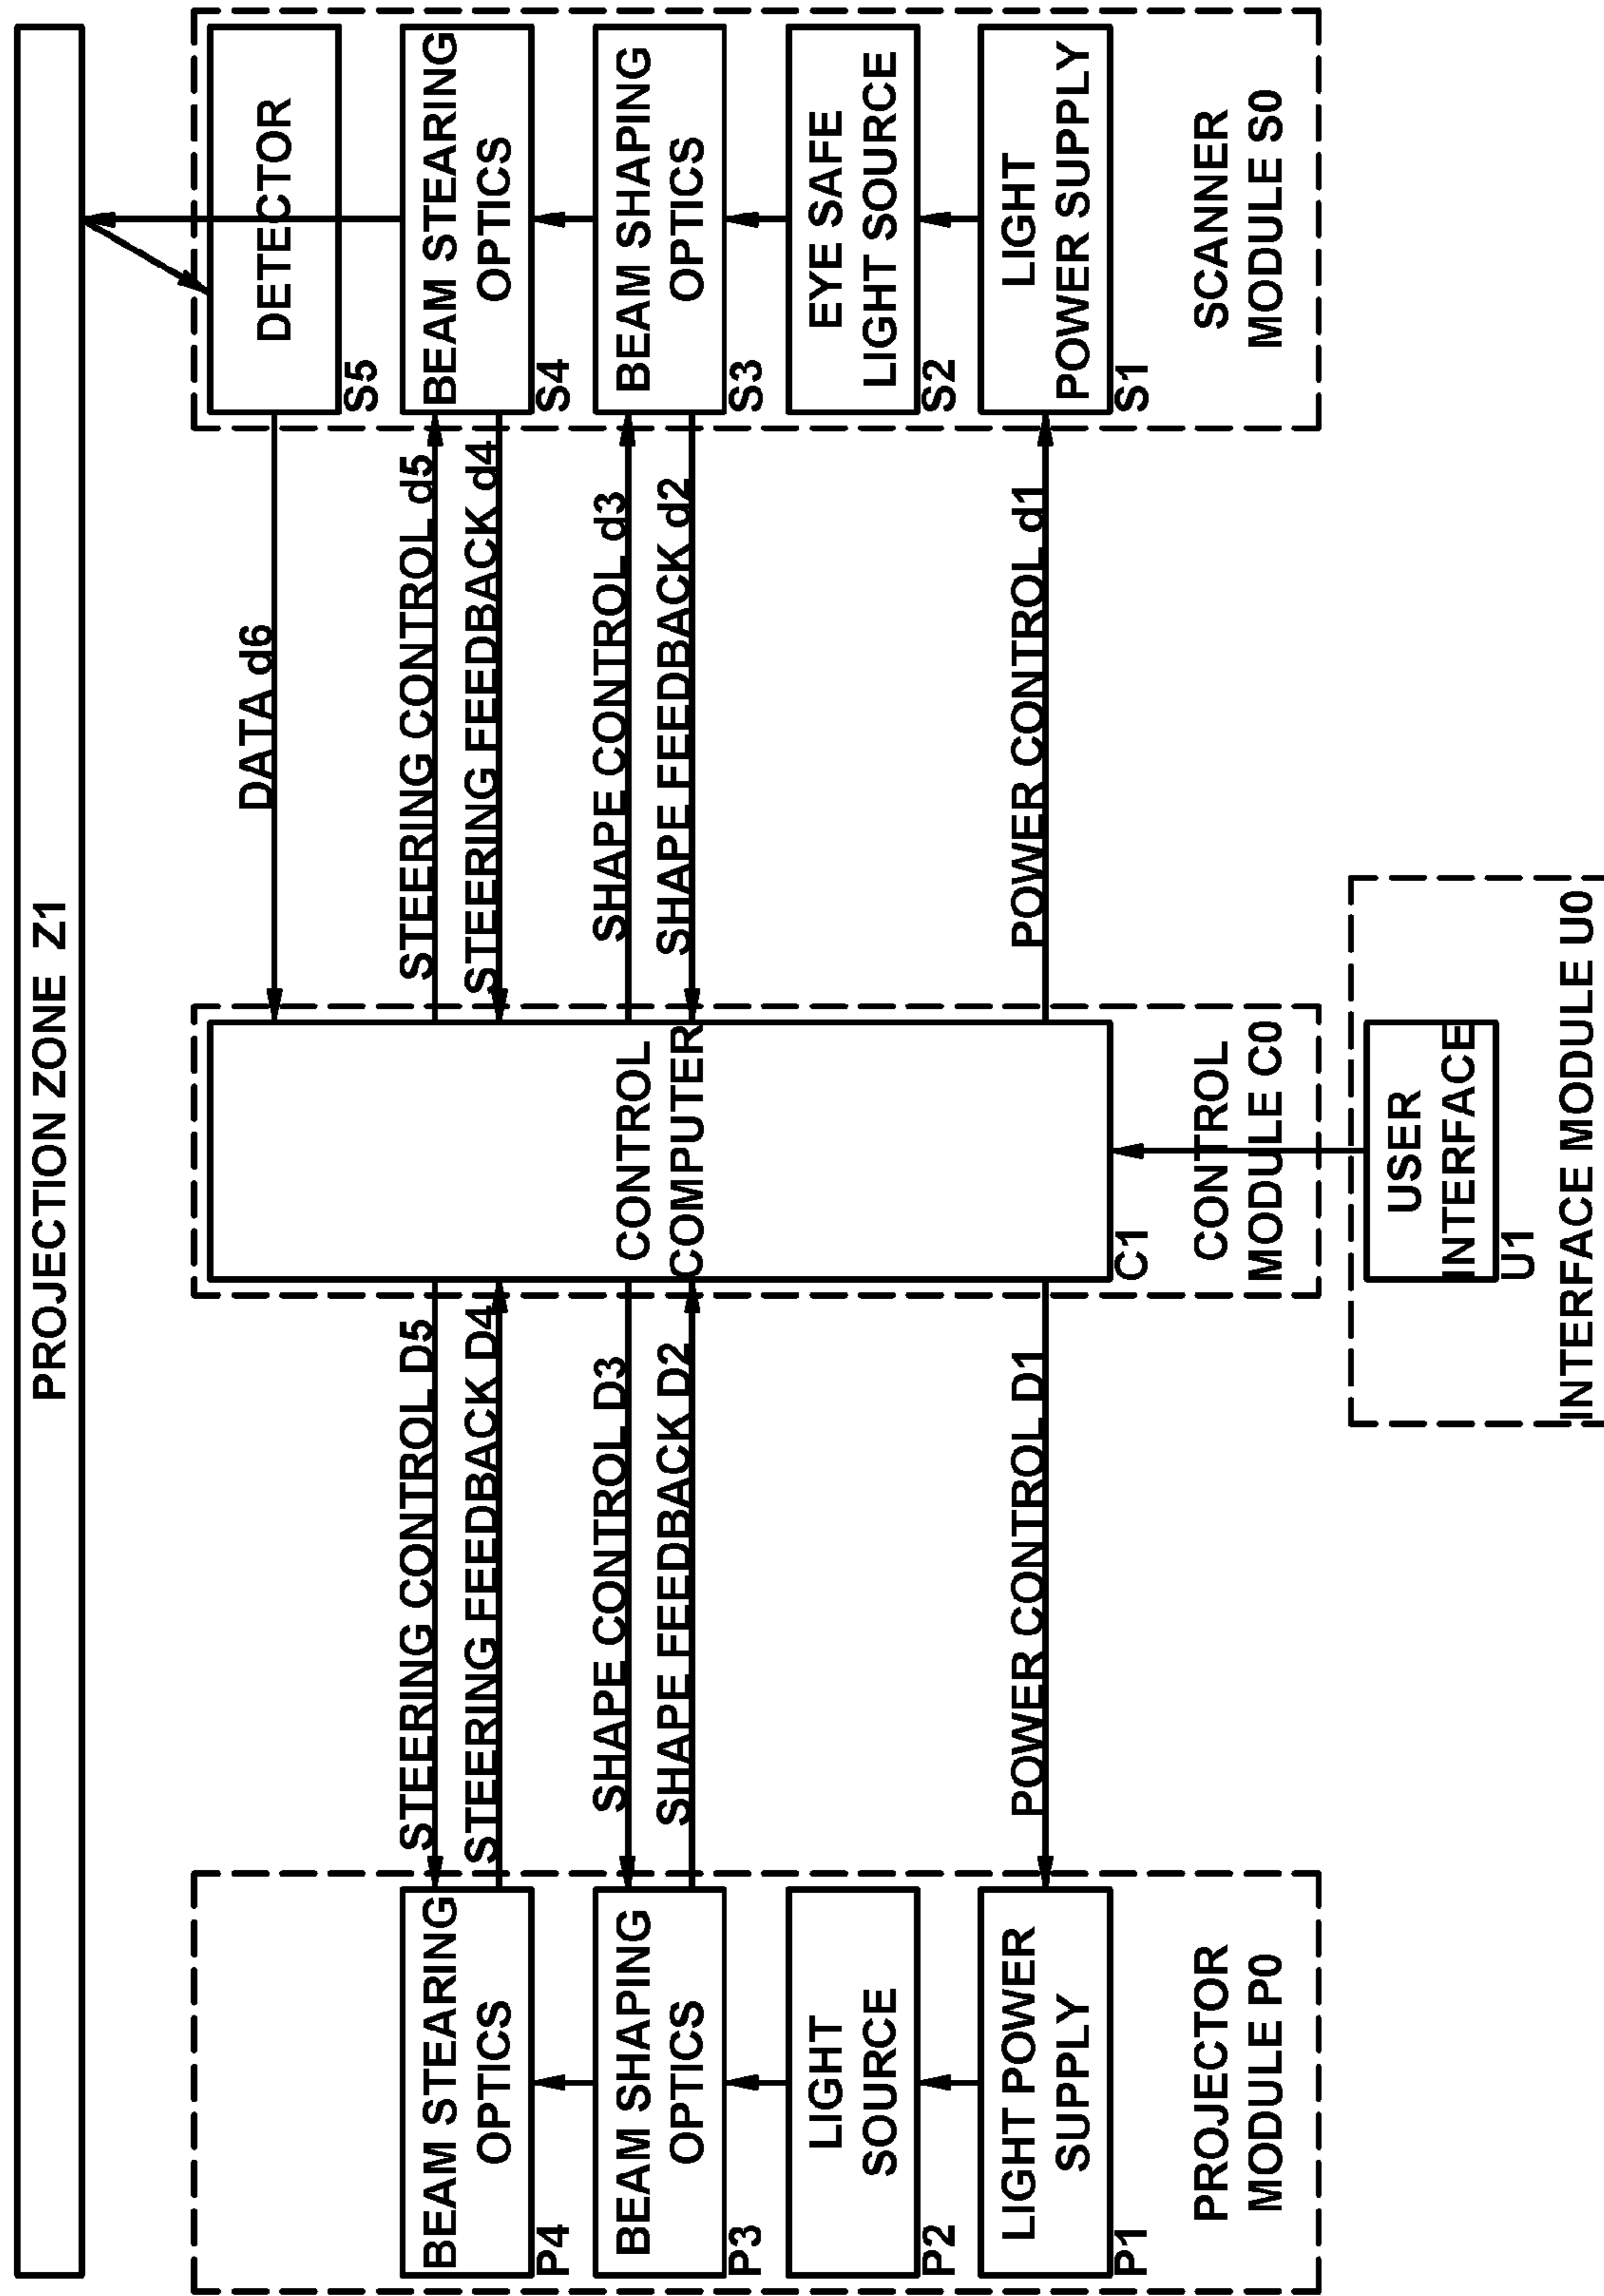 PROJECTION ZONE Z1
BEAM STEARING
OPTICS
P4
BEAM SHAPING
OPTICS
P3
LIGHT
SOURCE
P2
LIGHT POWER
SUPPLY
P1
PROJECTOR
MODULE P0
STEERING CONTROL D5
STEERING FEEDBACK D4
SHAPE CONTROL D3
SHAPE FEEDBACK D2
POWER CONTROL D1
CONTROL
COMPUTER
C1
CONTROL
MODULE C0
USER
INTERFACE
U1
INTERFACE MODULE U0
DATA d6
STEERING CONTROL d5
STEERING FEEDBACK d4
SHAPE CONTROL d3
SHAPE FEEDBACK d2
POWER CONTROL d1
DETECTOR
S5
BEAM STEARING
OPTICS
S4
BEAM SHAPING
OPTICS
S3
EYE SAFE
LIGHT SOURCE
S2
LIGHT
POWER SUPPLY
S1
SCANNER
MODULE S0